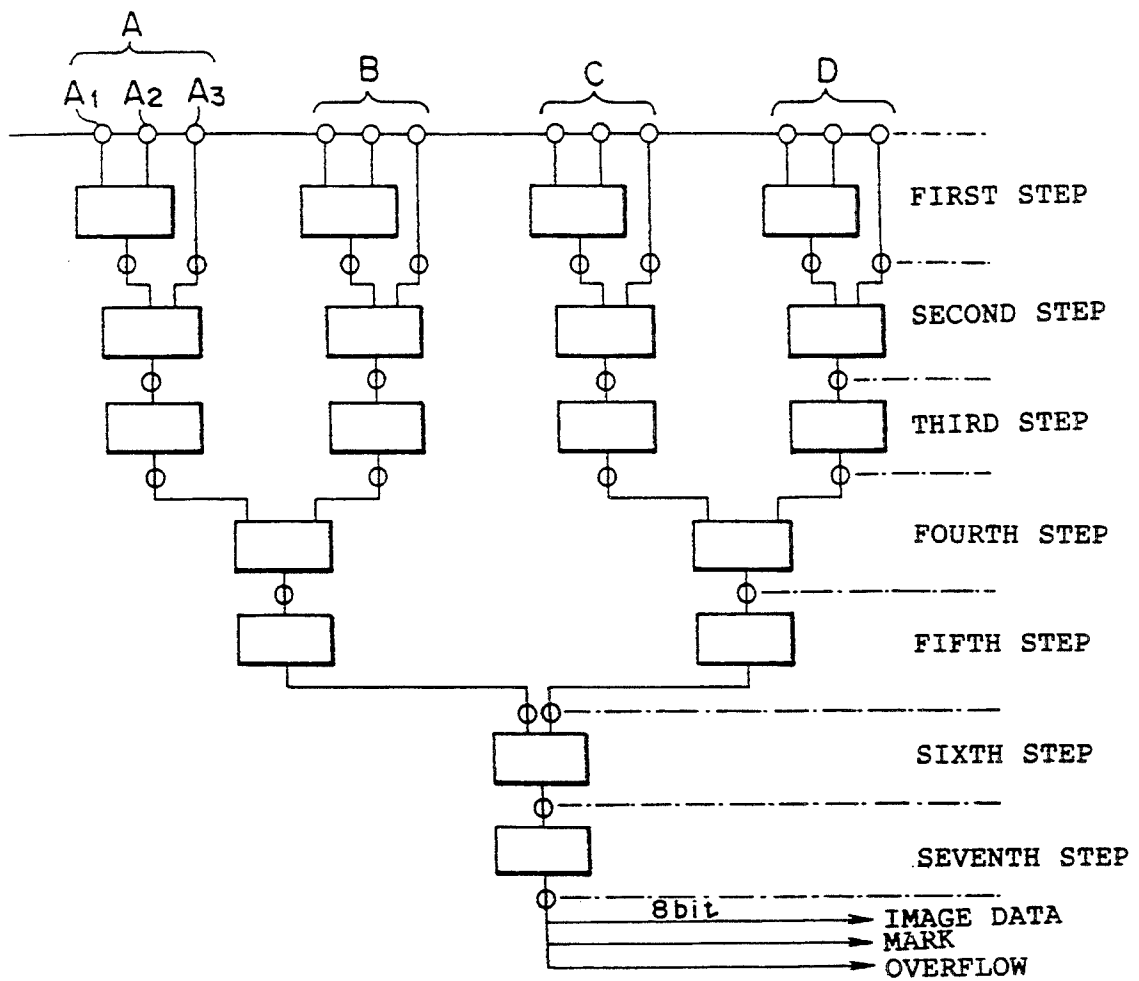 A
A1 A2 A3
B
C
D
FIRST STEP
SECOND STEP
THIRD STEP
FOURTH STEP
FIFTH STEP
SIXTH STEP
SEVENTH STEP
8bit
IMAGE DATA
MARK
OVERFLOW